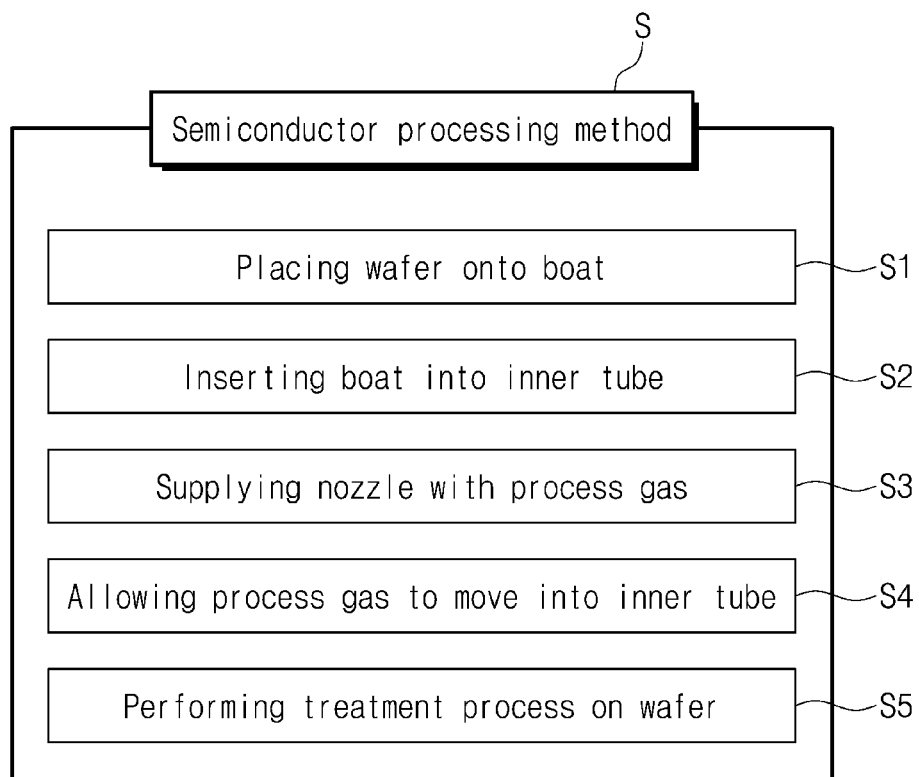 S
Semiconductor processing method
Placing wafer onto boat
S1
Inserting boat into inner tube
S2
Supplying nozzle with process gas
S3
Allowing process gas to move into inner tube
S4
Performing treatment process on wafer
S5